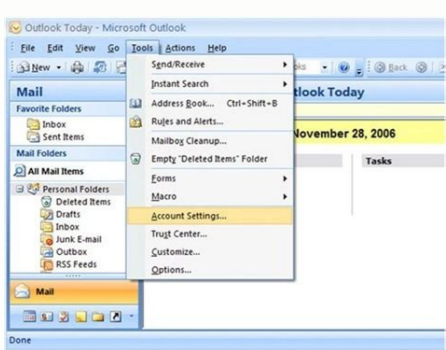 Outlook Today - Microsoft Outlook
File Edit View Go Tools Actions Help
New
Back
Send/Receive
Instant Search
Address Book... Ctrl+Shift+B
Rules and Alerts...
Mailbox Cleanup...
Empty "Deleted Items" Folder
Forms
Macro
Account Settings...
Trust Center...
Customize...
Options...
Mail
Favorite Folders
Inbox
Sent Items
Mail Folders
All Mail Items
Personal Folders
Deleted Items
Drafts
Inbox
Junk E-mail
Outbox
RSS Feeds
Mail
tlook Today
November 28, 2006
Tasks
Done